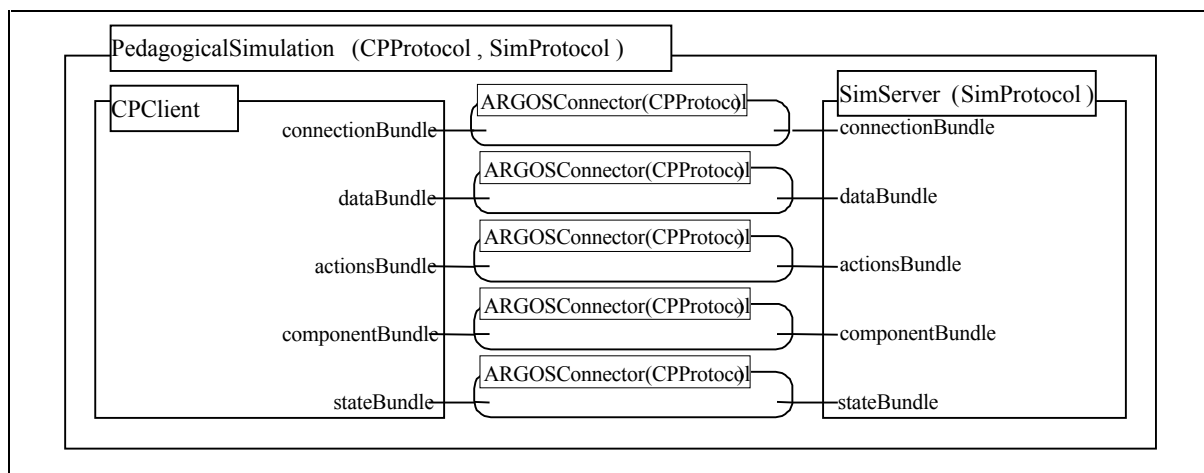 PedagogicalSimulation (CPProtocol , SimProtocol )
CPClient
ARGOSConnector(CPProtocol)
SimServer (SimProtocol )
connectionBundle
connectionBundle
ARGOSConnector(CPProtocol)
dataBundle
dataBundle
ARGOSConnector(CPProtocol)
actionsBundle
actionsBundle
ARGOSConnector(CPProtocol)
componentBundle
componentBundle
ARGOSConnector(CPProtocol)
stateBundle
stateBundle